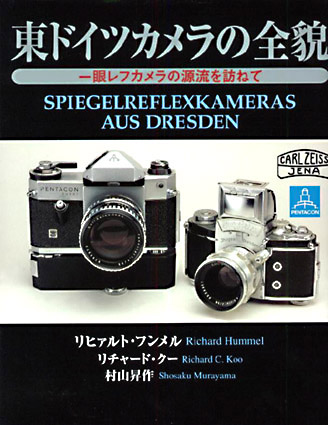 東ドイツカメラの全貌
一眼レフカメラの源流を訪ねて
SPIEGELREFLEXKAMERAS
AUS DRESDEN
CARL ZEISS
JENA
PENTACON
PENTACON
リヒァルト・フンメル Richard Hummel
リチャード・クー Richard C. Koo
村山昇作 Shosaku Murayama